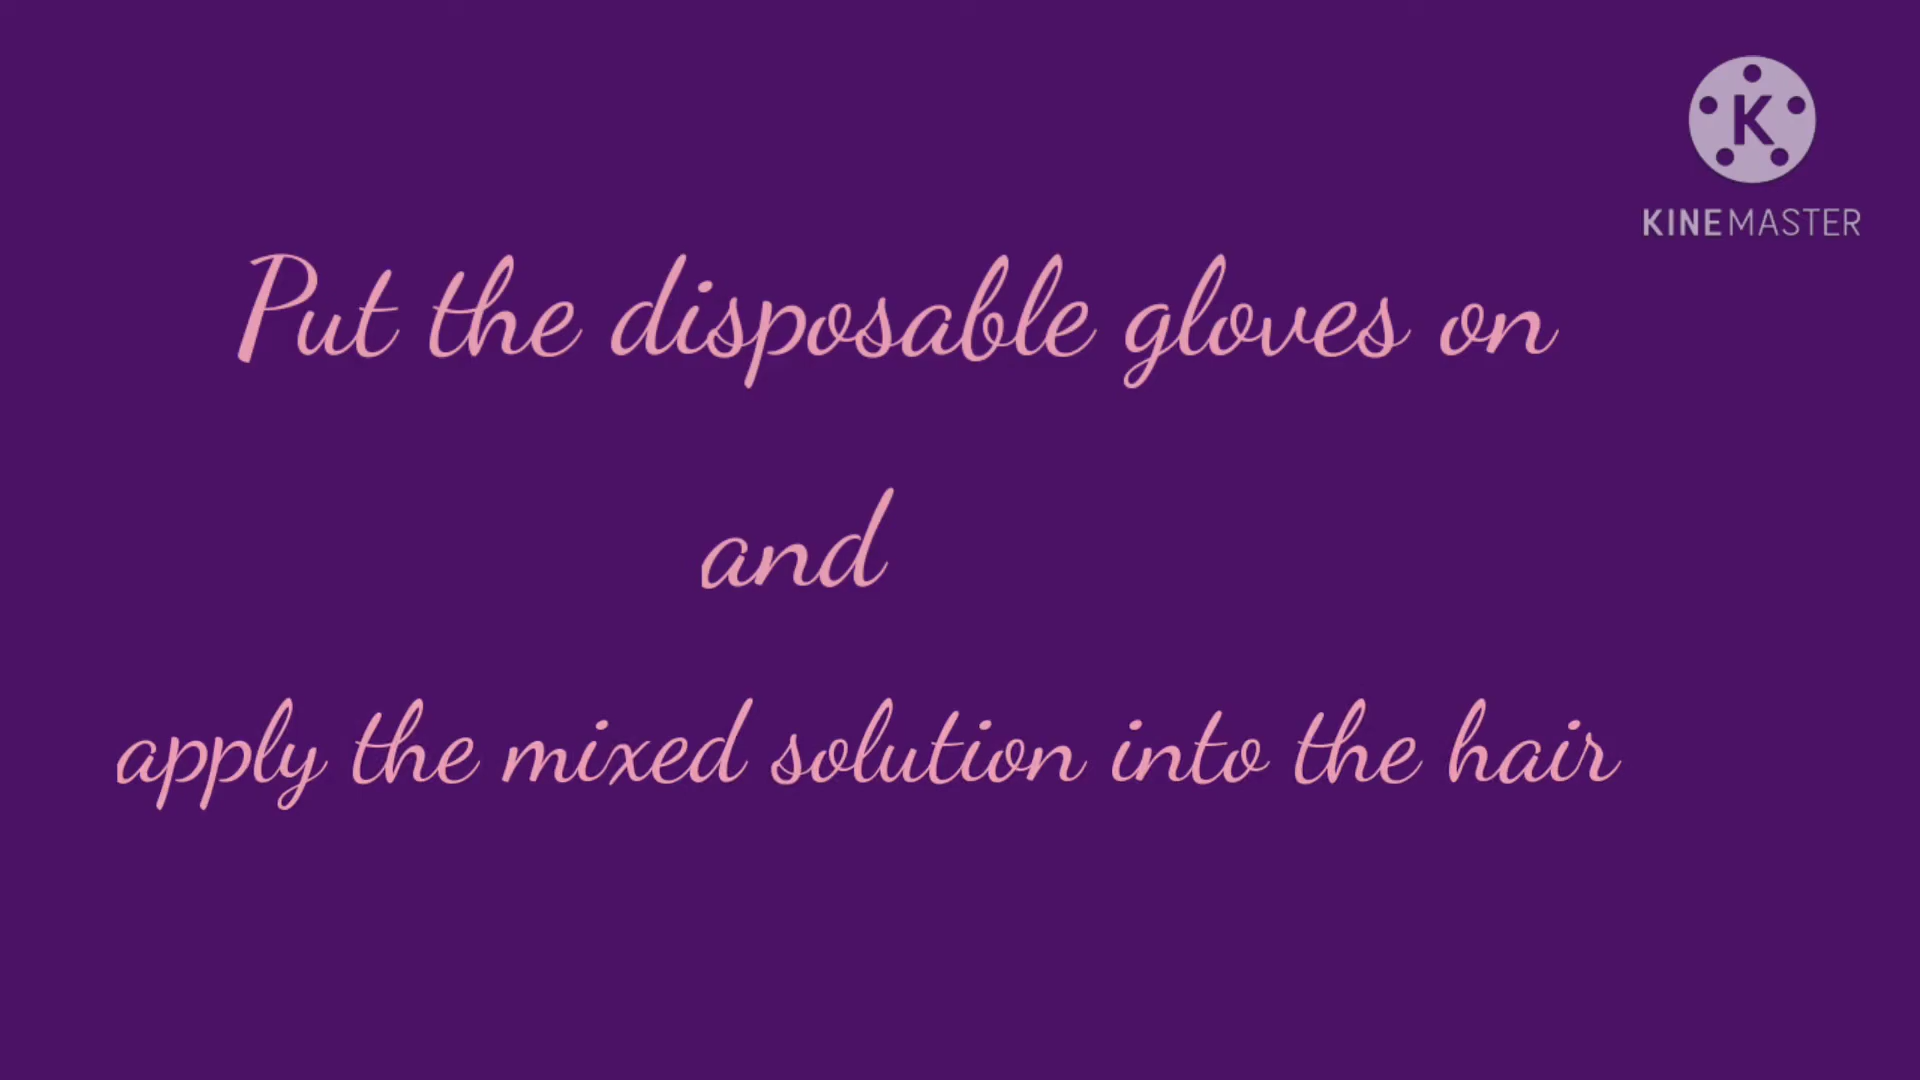 K
KINEMASTER
Put the disposable gloves on
and
apply the mixed solution into the hair